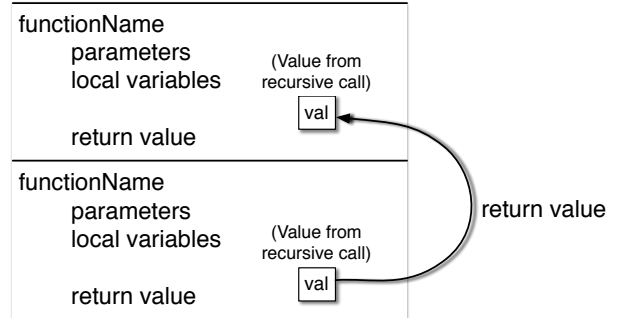 functionName
parameters
(Value from
local variables
recursive call)
val
return value
functionName
parameters
return value
local variables
(Value from
recursive call)
val
return value